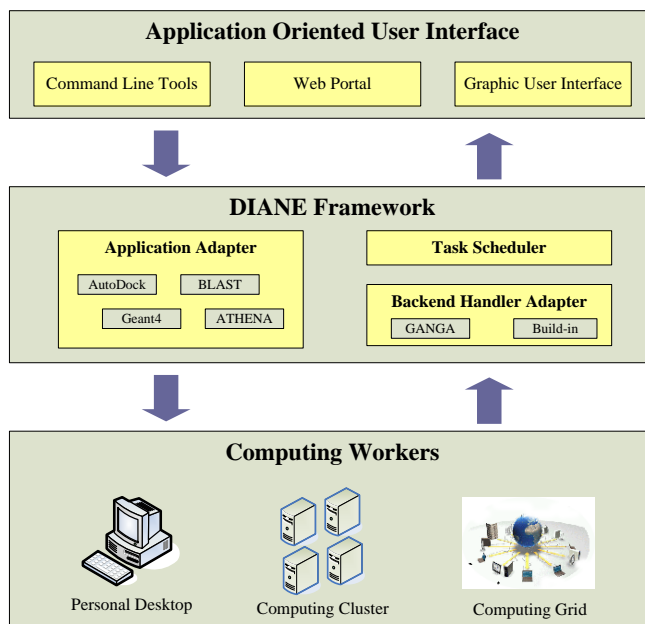 Application Oriented User Interface
Command Line Tools
Web Portal
Graphic User Interface
DIANE Framework
Application Adapter
AutoDock
BLAST
Geant4
ATHENA
Task Scheduler
Backend Handler Adapter
GANGA
Build-in
Computing Workers
Personal Desktop
Computing Cluster
Computing Grid